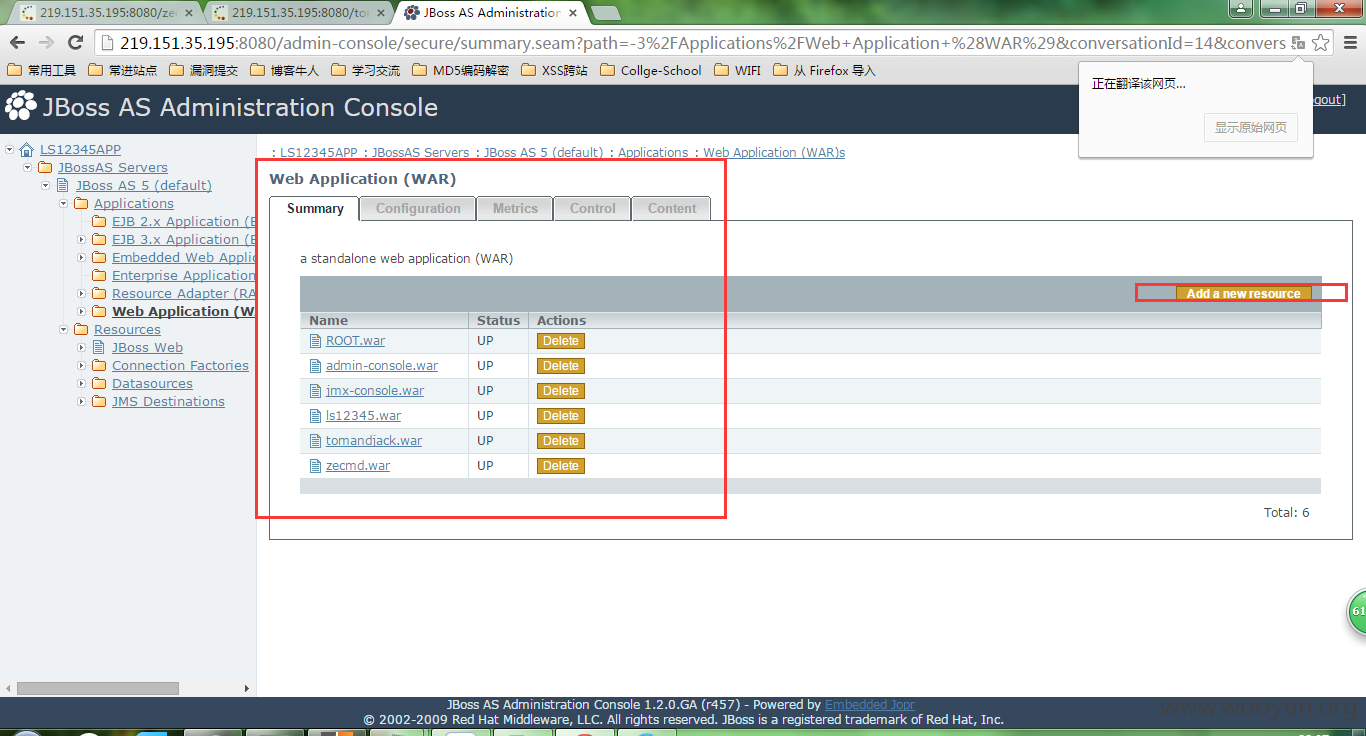 219.151.35.195:8080/ze
219.151.35.195:8080/to
JBoss AS Administration
219.151.35.195:8080/admin-console/secure/summary.seam?path=-3%2FApplications%2FWeb+Application+%28WAR%29&conversationId=14&convers
常用工具 常进站点 漏洞提交 博客牛人 学习交流 MD5编码解密 XSS跨站 Collge-School WIFI 从 Firefox 导入
正在翻译该网页...
显示原始网页
JBoss AS Administration Console
gout]
LS12345APP
JBossAS Servers
JBoss AS 5 (default)
Applications
EJB 2.x Application (E
EJB 3.x Application (E
Embedded Web Applic
Enterprise Application
Resource Adapter (RA
Web Application (W
Resources
JBoss Web
Connection Factories
Datasources
JMS Destinations
: LS12345APP : JBossAS Servers : JBoss AS 5 (default) : Applications : Web Application (WAR)s
Web Application (WAR)
Summary Configuration Metrics Control Content
a standalone web application (WAR)
Add a new resource
Name Status Actions
ROOT.war UP Delete
admin-console.war UP Delete
jmx-console.war UP Delete
ls12345.war UP Delete
tomandjack.war UP Delete
zecmd.war UP Delete
Total: 6
61
JBoss AS Administration Console 1.2.0.GA (r457) - Powered by Embedded Jopr
© 2002-2009 Red Hat Middleware, LLC. All rights reserved. JBoss is a registered trademark of Red Hat, Inc.
www.wooyun.org